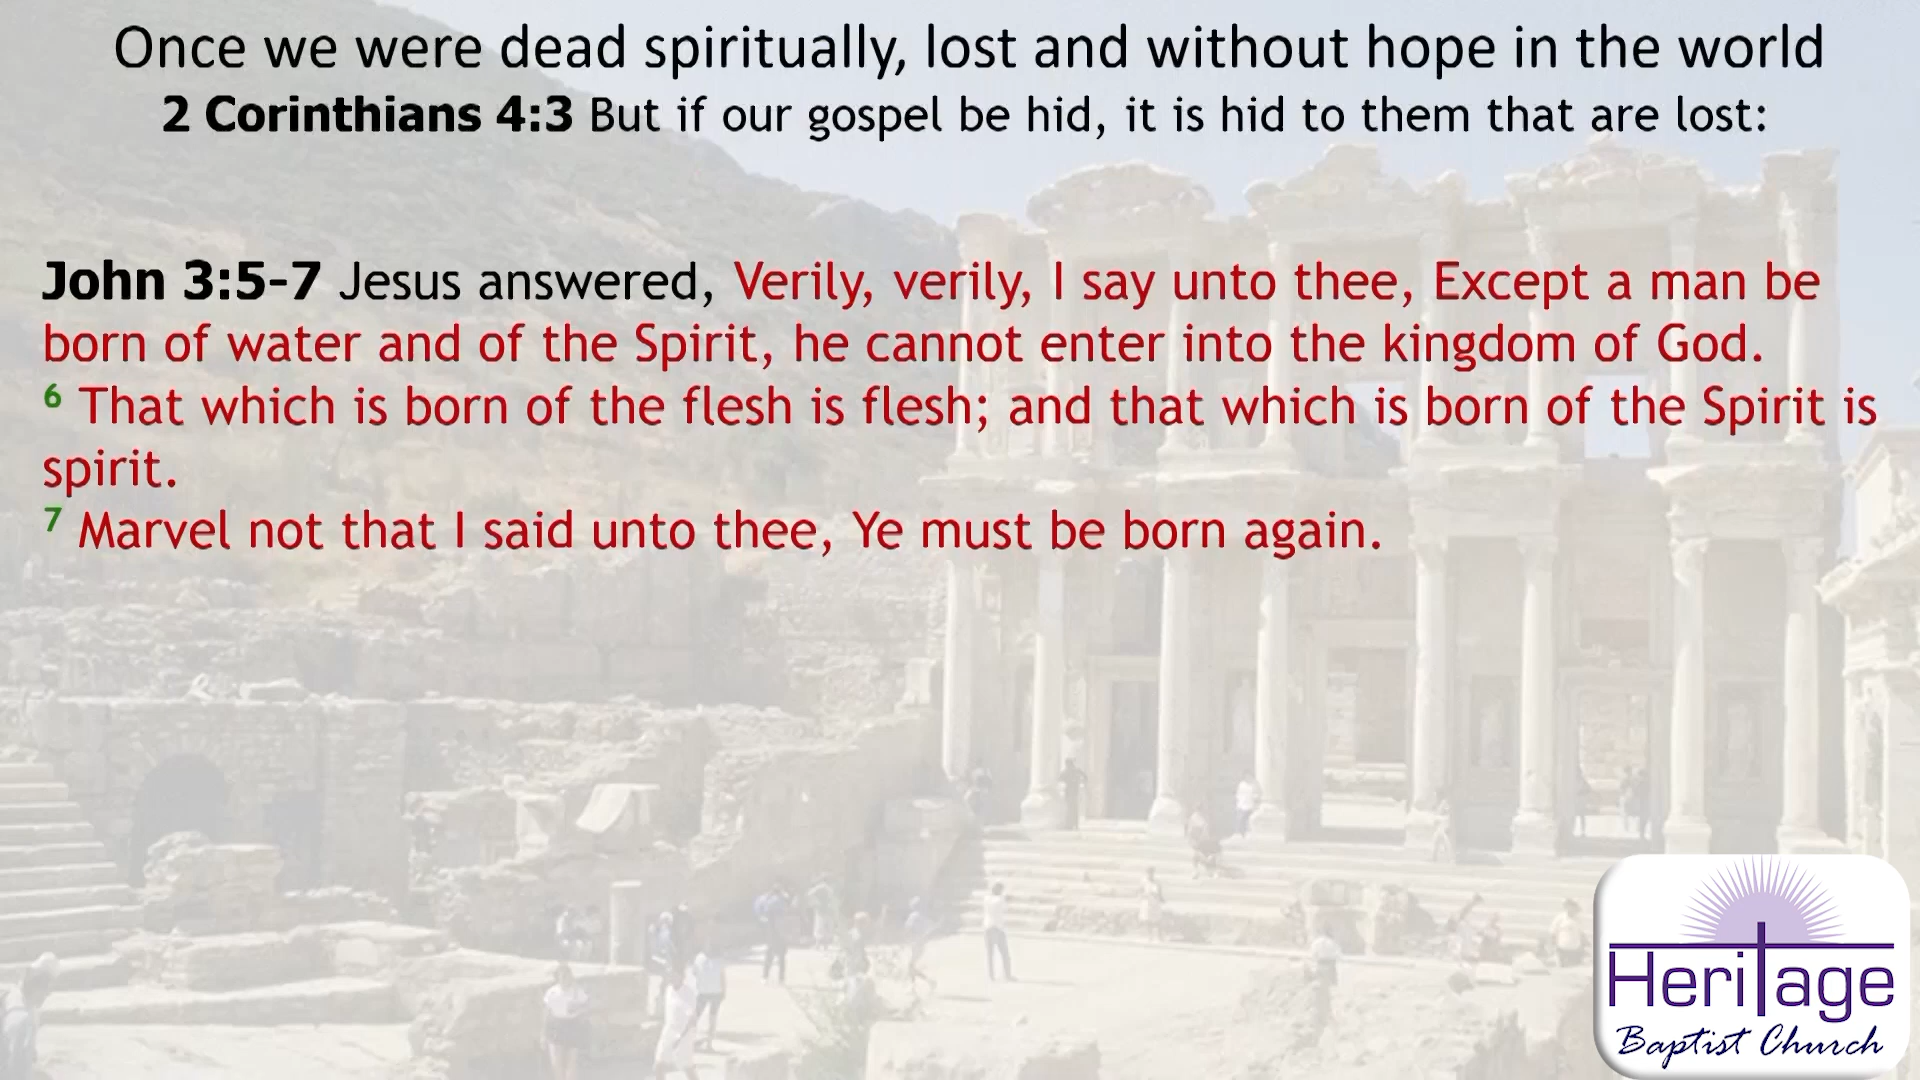 Once we were dead spiritually, lost and without hope in the world
2 Corinthians 4:3 But if our gospel be hid, it is hid to them that are lost:
John 3:5-7 Jesus answered, Verily, verily, I say unto thee, Except a man be
born of water and of the Spirit, he cannot enter into the kingdom of God.
6 That which is born of the flesh is flesh; and that which is born of the Spirit is
spirit.
7 Marvel not that I said unto thee, Ye must be born again.
Heritage
Baptist Church